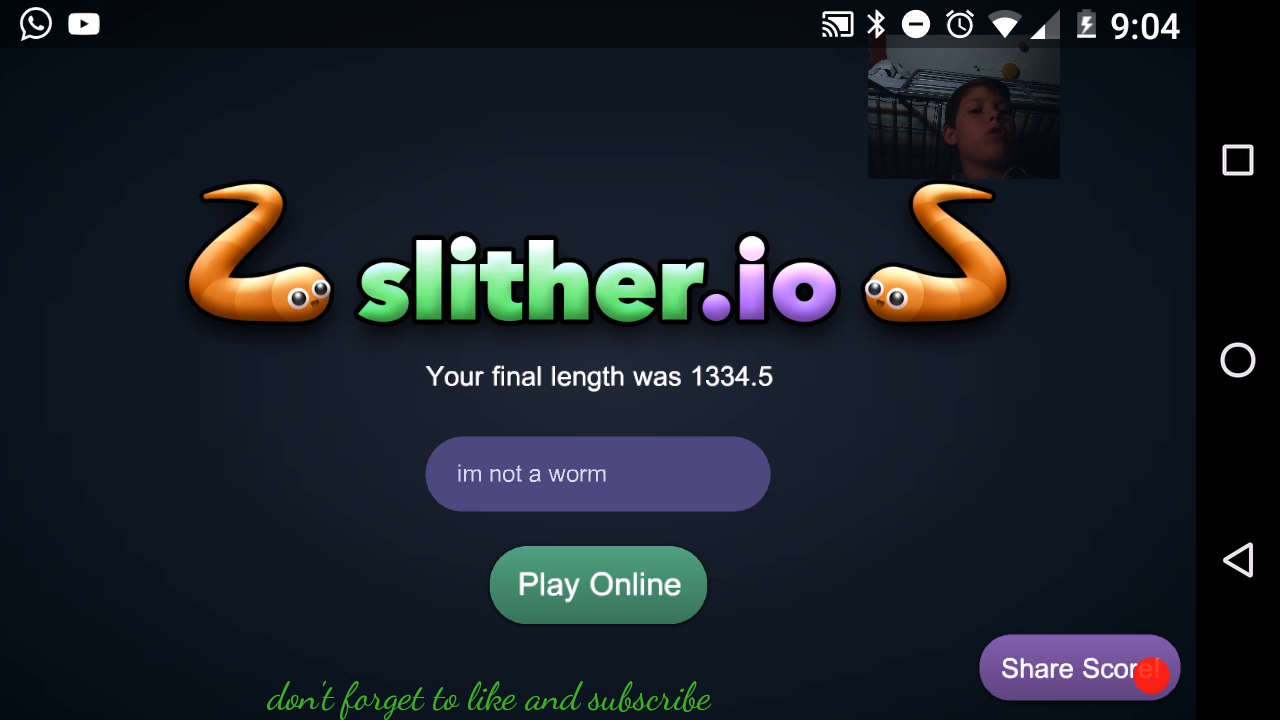 9:04
slither.io
Your final length was 1334.5
im not a worm
Play Online
Share Score!
don't forget to like and subscribe